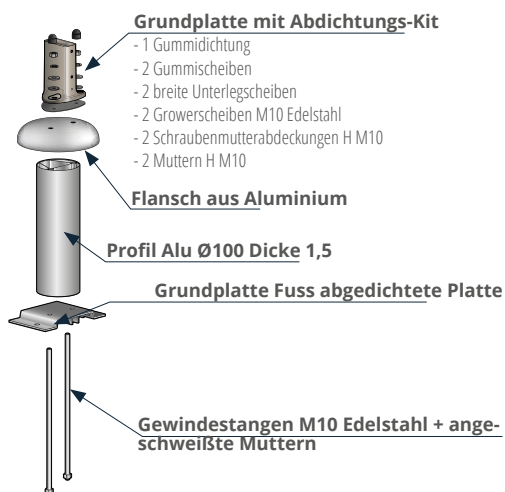 Grundplatte mit Abdichtungs-Kit
- 1 Gummidichtung
- 2 Gummischeiben
- 2 breite Unterlegscheiben
- 2 Growerscheiben M10 Edelstahl
- 2 Schraubenmutterabdeckungen H M10
- 2 Muttern H M10
Flansch aus Aluminium
Profil Alu Ø100 Dicke 1,5
Grundplatte Fuss abgedichtete Platte
Gewindestangen M10 Edelstahl + ange-
schweißte Muttern